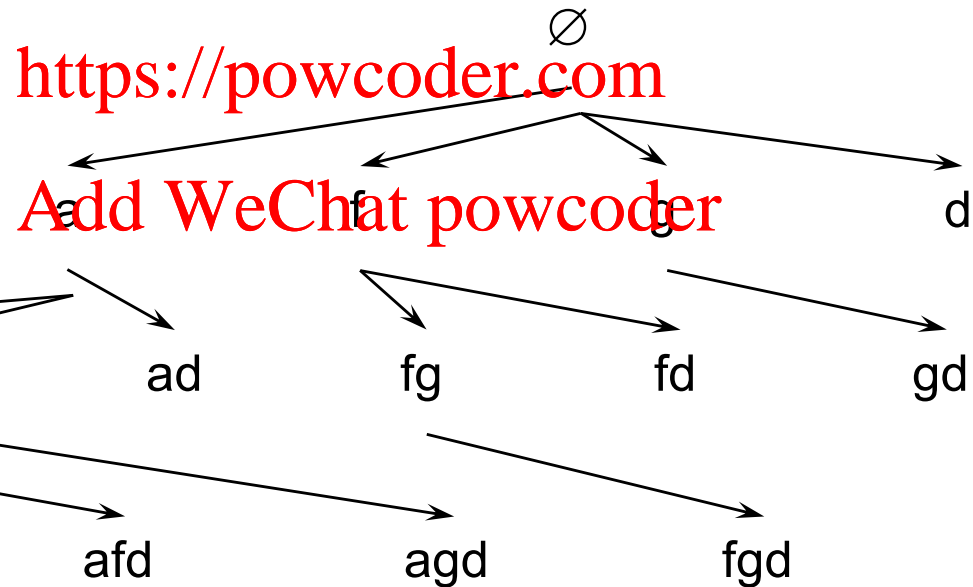 ∅
https://powcoder.com
a f g d
Add WeChat powcoder
ad fg fd gd
afd agd fgd